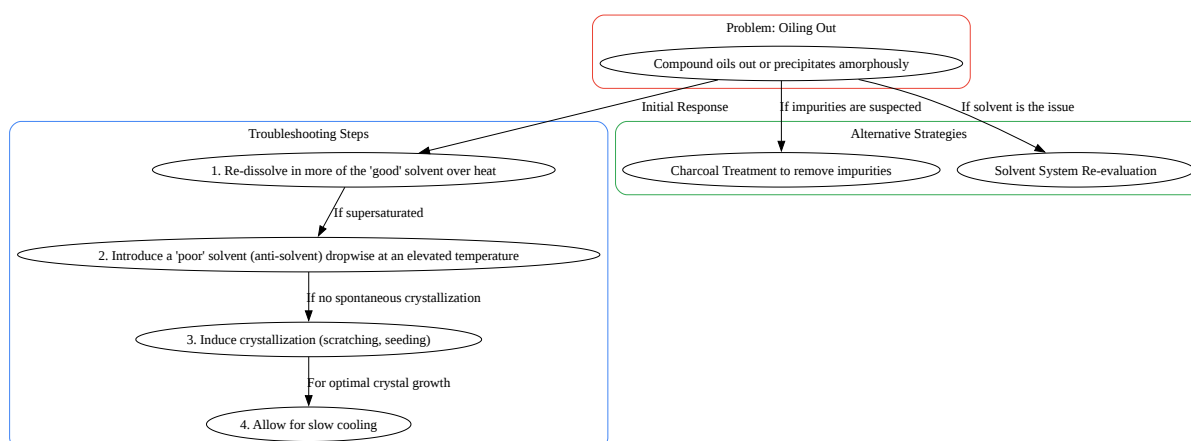 Problem: Oiling Out
Compound oils out or precipitates amorphously
Initial Response
If impurities are suspected
If solvent is the issue
Troubleshooting Steps
Alternative Strategies
1. Re-dissolve in more of the 'good' solvent over heat
Charcoal Treatment to remove impurities
Solvent System Re-evaluation
If supersaturated
2. Introduce a 'poor' solvent (anti-solvent) dropwise at an elevated temperature
If no spontaneous crystallization
3. Induce crystallization (scratching, seeding)
For optimal crystal growth
4. Allow for slow cooling